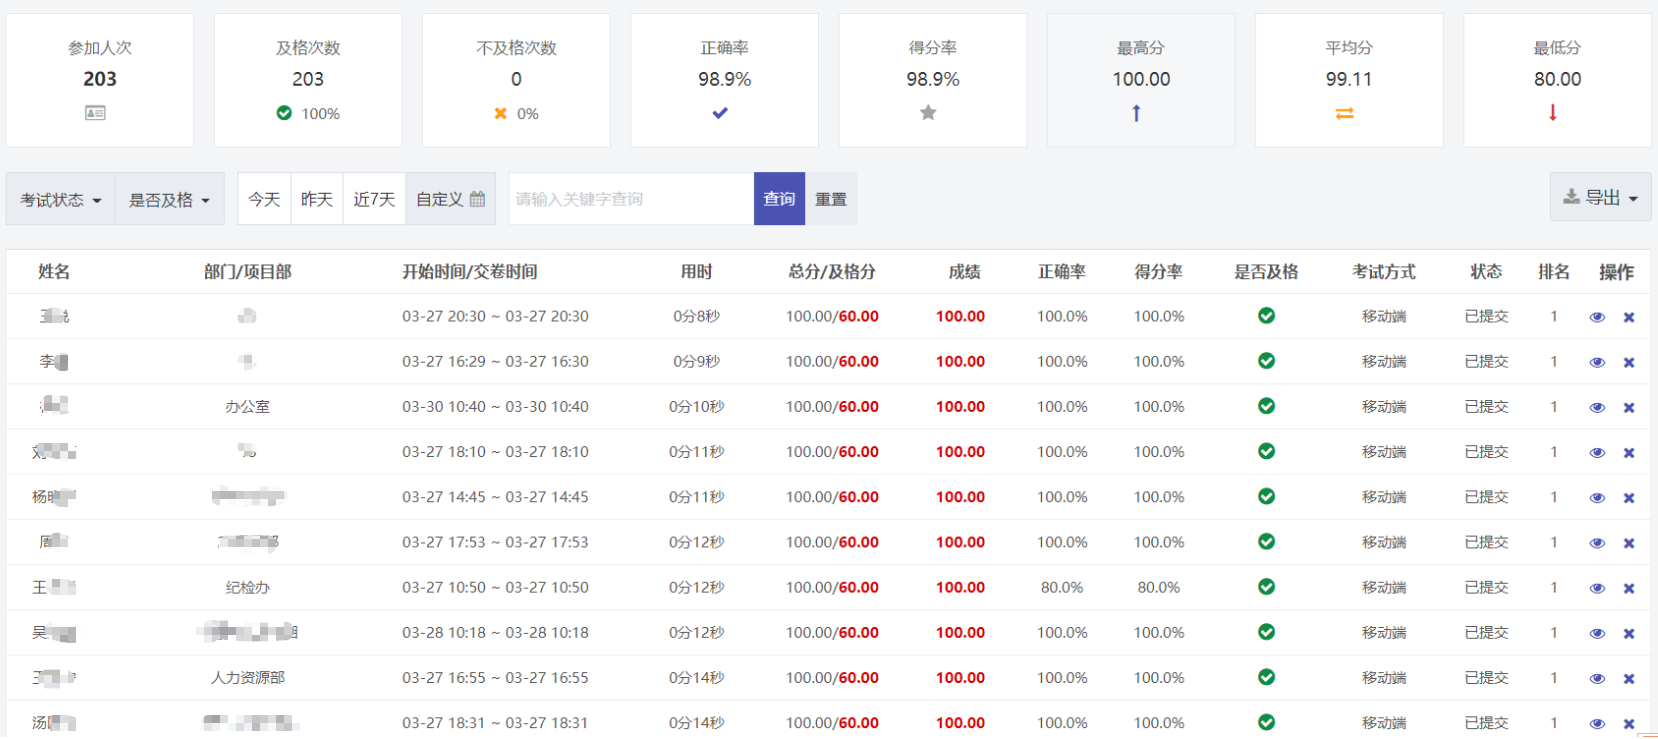 参加人次 及格次数 不及格次数 正确率 得分率 最高分 平均分 最低分
203 203 0 98.9% 98.9% 100.00 99.11 80.00
100% 0%
考试状态 是否及格 今天 昨天 近7天 自定义 请输入关键字查询 查询 重置 导出
姓名 部门/项目部 开始时间/交卷时间 用时 总分/及格分 成绩 正确率 得分率 是否及格 考试方式 状态 排名 操作
03-27 20:30 ~ 03-27 20:30 0分8秒 100.00/60.00 100.00 100.0% 100.0% 移动端 已提交 1
李 03-27 16:29 ~ 03-27 16:30 0分9秒 100.00/60.00 100.00 100.0% 100.0% 移动端 已提交 1
办公室 03-30 10:40 ~ 03-30 10:40 0分10秒 100.00/60.00 100.00 100.0% 100.0% 移动端 已提交 1
刘 03-27 18:10 ~ 03-27 18:10 0分11秒 100.00/60.00 100.00 100.0% 100.0% 移动端 已提交 1
杨 03-27 14:45 ~ 03-27 14:45 0分11秒 100.00/60.00 100.00 100.0% 100.0% 移动端 已提交 1
周 03-27 17:53 ~ 03-27 17:53 0分12秒 100.00/60.00 100.00 100.0% 100.0% 移动端 已提交 1
王 纪检办 03-27 10:50 ~ 03-27 10:50 0分12秒 100.00/60.00 100.00 80.0% 80.0% 移动端 已提交 1
吴 03-28 10:18 ~ 03-28 10:18 0分12秒 100.00/60.00 100.00 100.0% 100.0% 移动端 已提交 1
人力资源部 03-27 16:55 ~ 03-27 16:55 0分14秒 100.00/60.00 100.00 100.0% 100.0% 移动端 已提交 1
汤 03-27 18:31 ~ 03-27 18:31 0分14秒 100.00/60.00 100.00 100.0% 100.0% 移动端 已提交 1